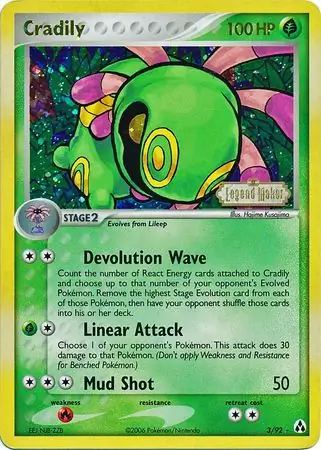 Cradily 100 HP
Legend Maker
Illus. Hajime Kusajima
STAGE 2
Evolves from Lileep
Devolution Wave
Count the number of React Energy cards attached to Cradily
and choose up to that number of your opponent's Evolved
Pokémon. Remove the highest Stage Evolution card from each
of those Pokémon, then have your opponent shuffle those cards
into his or her deck.
Linear Attack
Choose 1 of your opponent's Pokémon. This attack does 30
damage to that Pokémon. (Don't apply Weakness and Resistance
for Benched Pokémon.)
Mud Shot 50
weakness resistance retreat cost
©2006 Pokémon/Nintendo 3/92